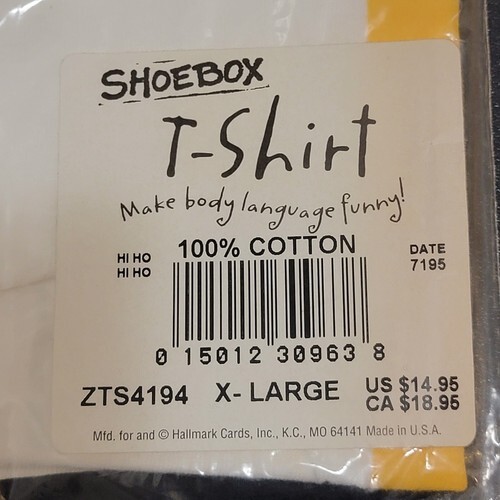 SHOEBOX
T-Shirt
Make body language funny!
HI HO
HI HO
100% COTTON
DATE
7195
0 15012 30963 8
ZTS4194 X- LARGE US $14.95
CA $18.95
Mfd. for and © Hallmark Cards, Inc., K.C., MO 64141 Made in U.S.A.